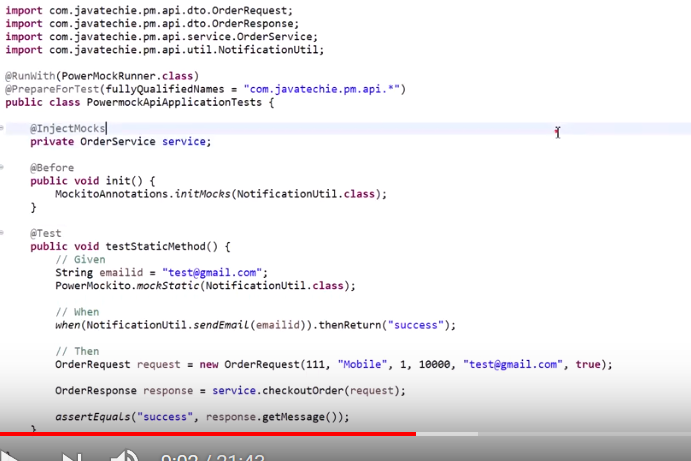 import com.javatechie.pm.api.dto.OrderRequest;
import com.javatechie.pm.api.dto.OrderResponse;
import com.javatechie.pm.api.service.OrderService;
import com.javatechie.pm.api.util.NotificationUtil;
@RunWith(PowerMockRunner.class)
@PrepareForTest(fullyQualifiedNames = "com.javatechie.pm.api.*")
public class PowermockApiApplicationTests {
@InjectMocks
private OrderService service;
@Before
public void init() {
MockitoAnnotations.initMocks(NotificationUtil.class);
}
@Test
public void testStaticMethod() {
// Given
String emailid = "test@gmail.com";
PowerMockito.mockStatic(NotificationUtil.class);
// When
when(NotificationUtil.sendEmail(emailid)).thenReturn("success");
// Then
OrderRequest request = new OrderRequest(111, "Mobile", 1, 10000, "test@gmail.com", true);
OrderResponse response = service.checkoutOrder(request);
assertEquals("success", response.getMessage());
}